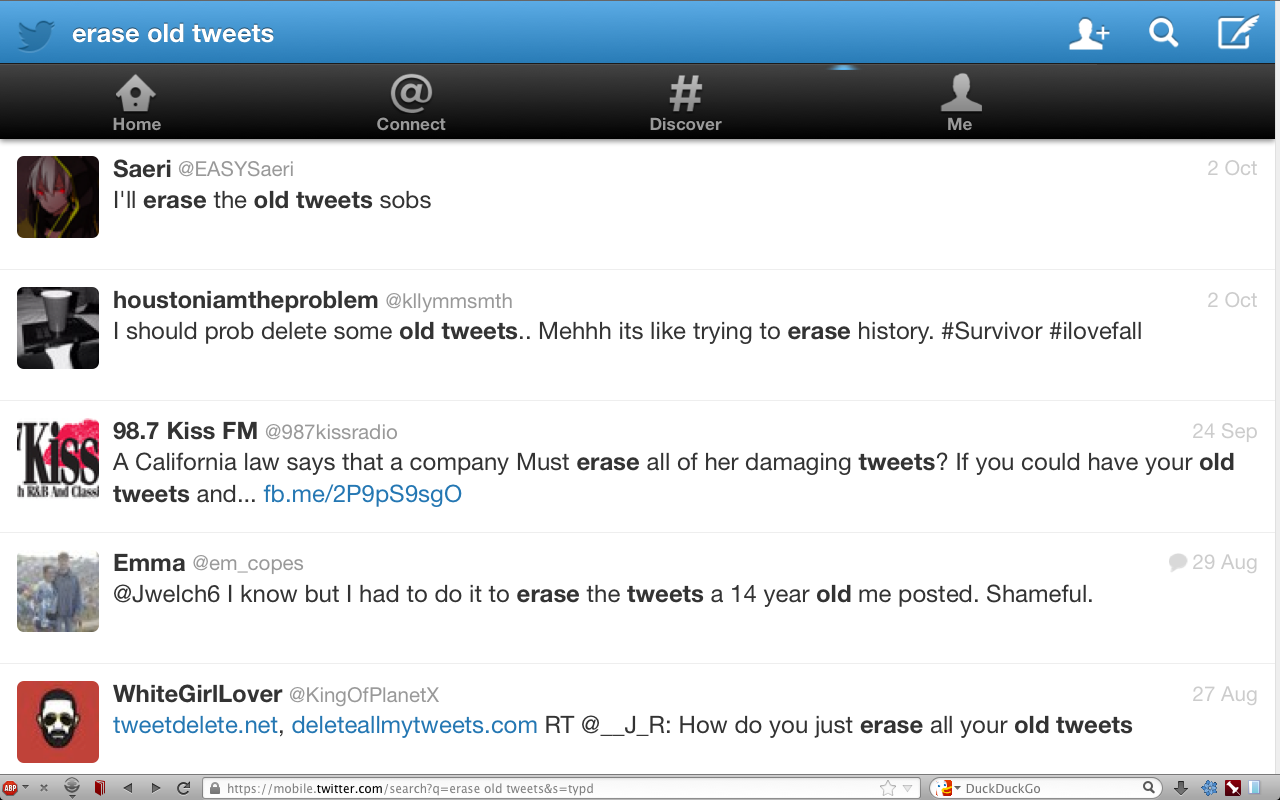 erase old tweets
Home
Connect
Discover
Me
Saeri @EASYSaeri 2 Oct
I'll erase the old tweets sobs
houstoniamtheproblem @kllymmsmth 2 Oct
I should prob delete some old tweets.. Mehhh its like trying to erase history. #Survivor #ilovefall
98.7 Kiss FM @987kissradio 24 Sep
A California law says that a company Must erase all of her damaging tweets? If you could have your old
tweets and... fb.me/2P9pS9sgO
Kiss
Emma @em_copes 29 Aug
@Jwelch6 I know but I had to do it to erase the tweets a 14 year old me posted. Shameful.
WhiteGirlLover @KingOfPlanetX 27 Aug
tweetdelete.net, deleteallmytweets.com RT @__J_R: How do you just erase all your old tweets
ABP
https://mobile.twitter.com/search?q=erase old tweets&s=typd
DuckDuckGo